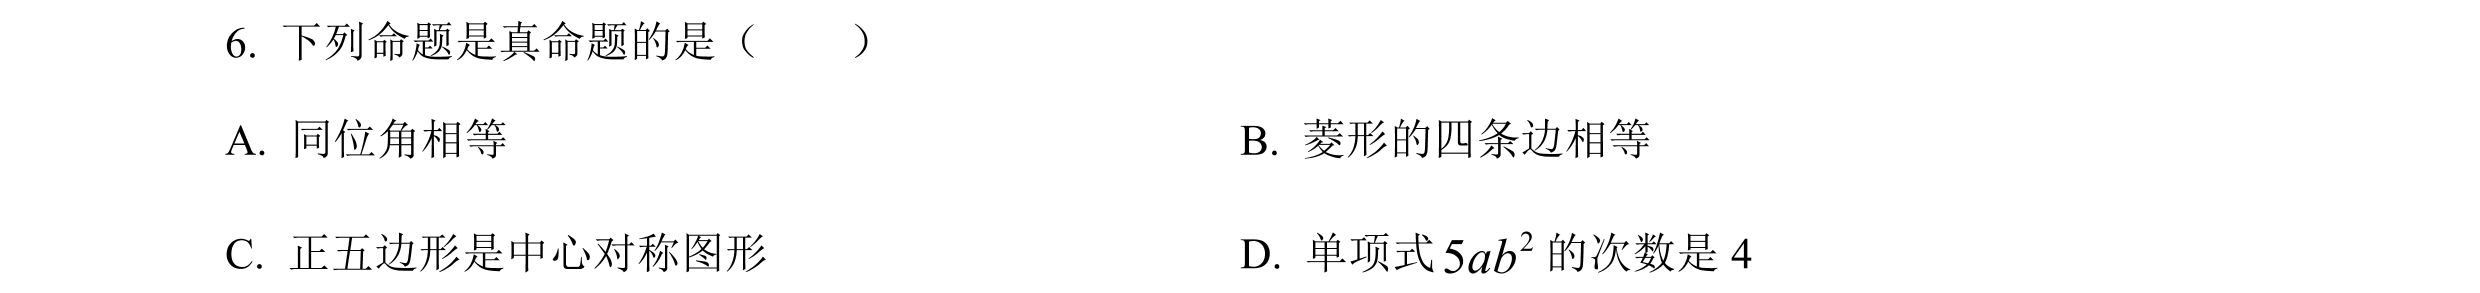 6. 下列命题是真命题的是（　　）
A. 同位角相等　　B. 菱形的四条边相等
C. 正五边形是中心对称图形　　D. 单项式 5ab² 的次数是 4